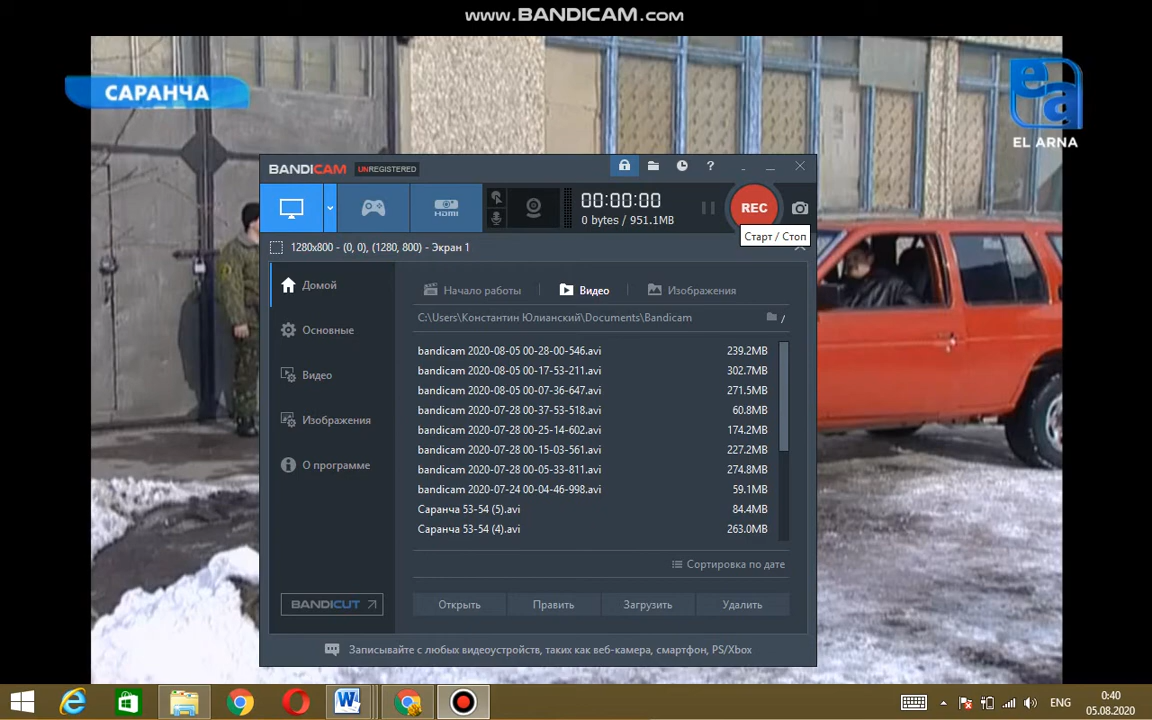 www.BANDICAM.com
САРАНЧА
ea
EL ARNA
BANDICAM UNREGISTERED
?
HDMI
00:00:00
0 bytes / 951.1MB
REC
Старт / Стоп
1280x800 - (0, 0), (1280, 800) - Экран 1
Домой
Основные
Видео
Изображения
О программе
BANDICUT
Начало работы
Видео
Изображения
C:\Users\Константин Юлианский\Documents\Bandicam
/
bandicam 2020-08-05 00-28-00-546.avi 239.2MB
bandicam 2020-08-05 00-17-53-211.avi 302.7MB
bandicam 2020-08-05 00-07-36-647.avi 271.5MB
bandicam 2020-07-28 00-37-53-518.avi 60.8MB
bandicam 2020-07-28 00-25-14-602.avi 174.2MB
bandicam 2020-07-28 00-15-03-561.avi 227.2MB
bandicam 2020-07-28 00-05-33-811.avi 274.8MB
bandicam 2020-07-24 00-04-46-998.avi 59.1MB
Саранча 53-54 (5).avi 84.4MB
Саранча 53-54 (4).avi 263.0MB
Сортировка по дате
Открыть
Править
Загрузить
Удалить
Записывайте с любых видеоустройств, таких как веб-камера, смартфон, PS/Xbox
ENG
0:40
05.08.2020